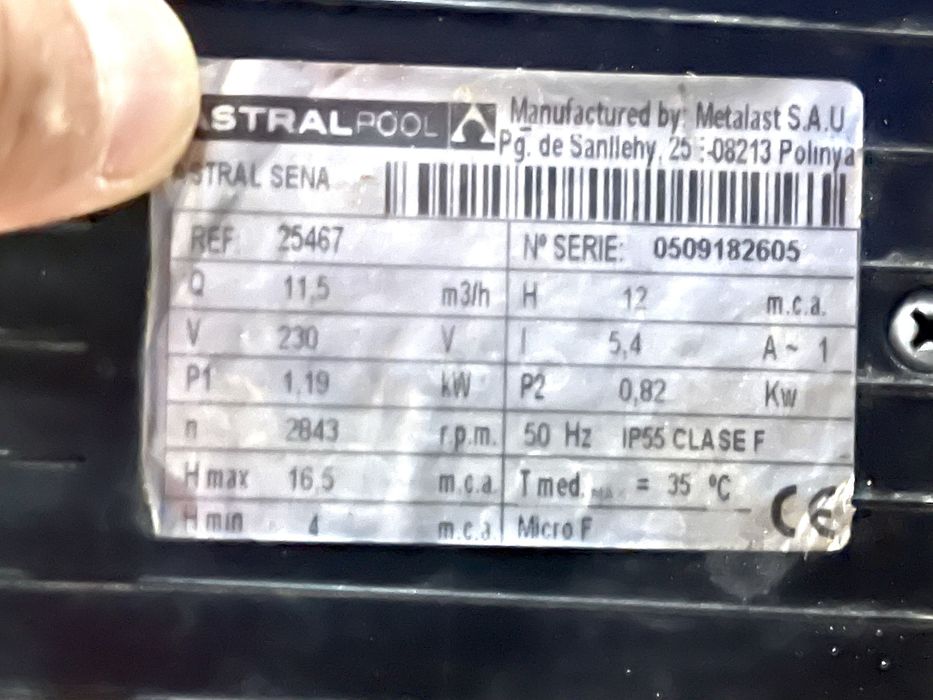 ASTRALPOOL Manufactured by: Metalast S.A.U
Pg. de Sanllehy, 25 -08213 Polinya
ASTRAL SENA
REF 25467 Nº SERIE: 0509182605
Q 11,5 m3/h H 12 m.c.a.
V 230 V I 5,4 A ~ 1
P1 1,19 kW P2 0,82 Kw
n 2843 r.p.m. 50 Hz IP55 CLASE F
H max 16,5 m.c.a T med. = 35 ºC
H min 4 m.c.a. Micro F
CE